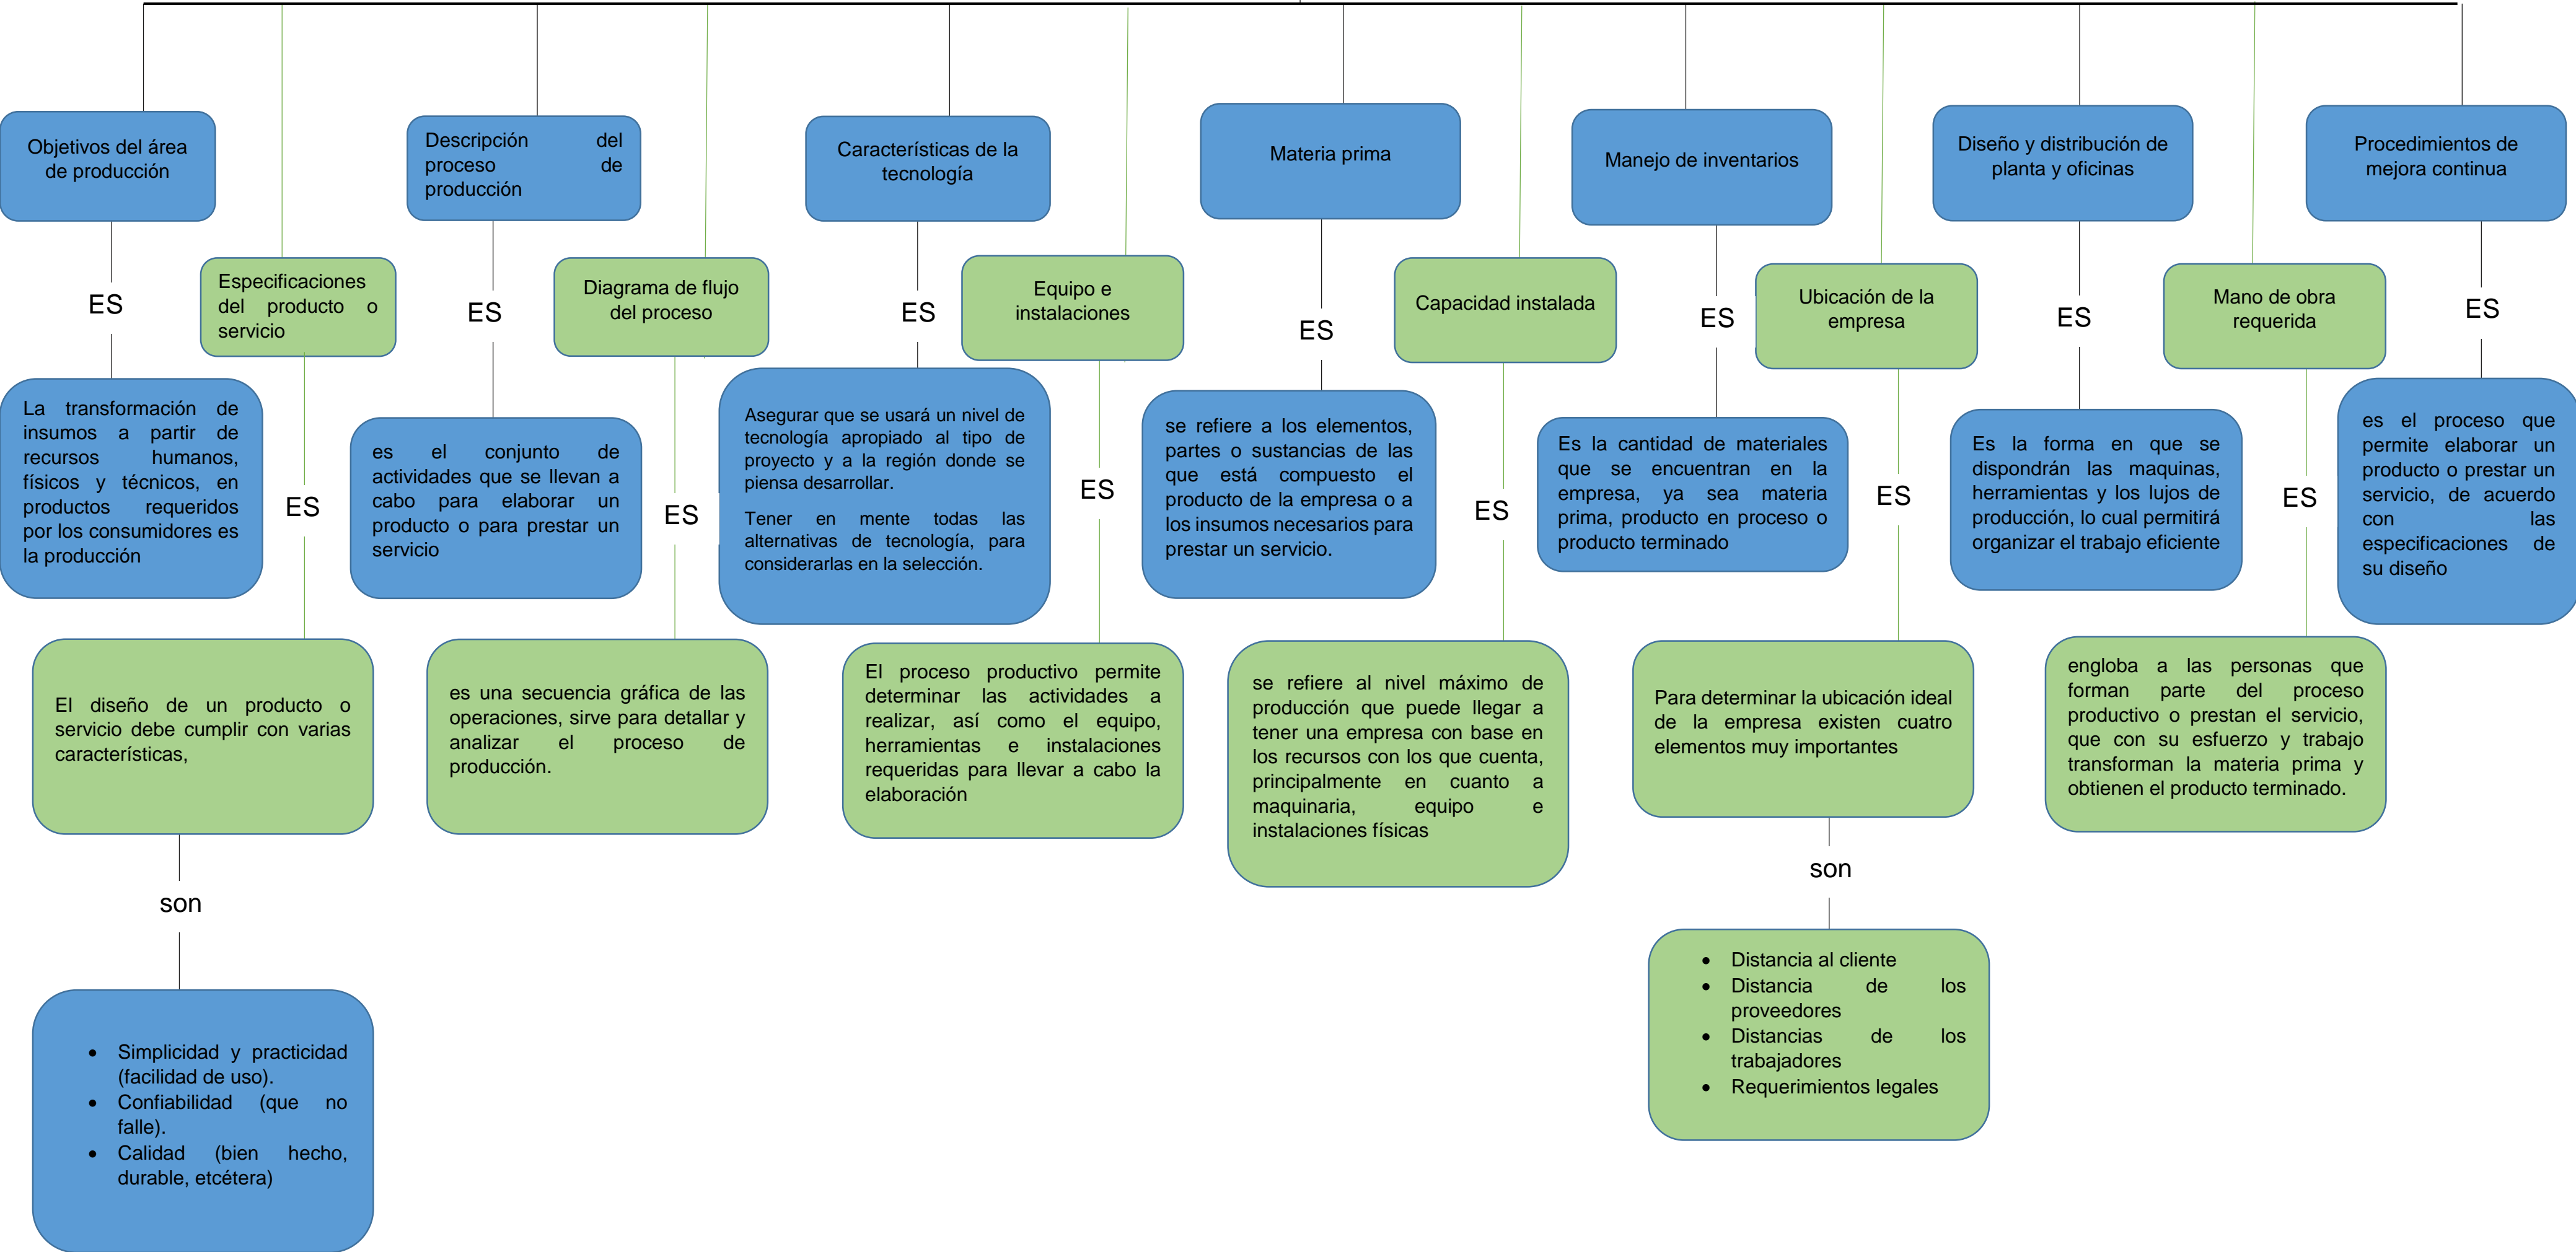 Objetivos del área
de producción
Descripción del
proceso de
producción
Características de la
tecnología
Materia prima
Manejo de inventarios
Diseño y distribución de
planta y oficinas
Procedimientos de
mejora continua
ES
Especificaciones
del producto o
servicio
ES
Diagrama de flujo
del proceso
ES
Equipo e
instalaciones
ES
Capacidad instalada
ES
Ubicación de la
empresa
ES
Mano de obra
requerida
ES
La transformación de
insumos a partir de
recursos humanos,
físicos y técnicos, en
productos requeridos
por los consumidores es
la producción
ES
es el conjunto de
actividades que se llevan a
cabo para elaborar un
producto o para prestar un
servicio
ES
Asegurar que se usará un nivel de
tecnología apropiado al tipo de
proyecto y a la región donde se
piensa desarrollar.
Tener en mente todas las
alternativas de tecnología, para
considerarlas en la selección.
ES
se refiere a los elementos,
partes o sustancias de las
que está compuesto el
producto de la empresa o a
los insumos necesarios para
prestar un servicio.
ES
Es la cantidad de materiales
que se encuentran en la
empresa, ya sea materia
prima, producto en proceso o
producto terminado
ES
Es la forma en que se
dispondrán las maquinas,
herramientas y los lujos de
producción, lo cual permitirá
organizar el trabajo eficiente
ES
es el proceso que
permite elaborar un
producto o prestar un
servicio, de acuerdo
con las
especificaciones de
su diseño
El diseño de un producto o
servicio debe cumplir con varias
características,
es una secuencia gráfica de las
operaciones, sirve para detallar y
analizar el proceso de
producción.
El proceso productivo permite
determinar las actividades a
realizar, así como el equipo,
herramientas e instalaciones
requeridas para llevar a cabo la
elaboración
se refiere al nivel máximo de
producción que puede llegar a
tener una empresa con base en
los recursos con los que cuenta,
principalmente en cuanto a
maquinaria, equipo e
instalaciones físicas
Para determinar la ubicación ideal
de la empresa existen cuatro
elementos muy importantes
engloba a las personas que
forman parte del proceso
productivo o prestan el servicio,
que con su esfuerzo y trabajo
transforman la materia prima y
obtienen el producto terminado.
son
son
• Simplicidad y practicidad
(facilidad de uso).
• Confiabilidad (que no
falle).
• Calidad (bien hecho,
durable, etcétera)
• Distancia al cliente
• Distancia de los
proveedores
• Distancias de los
trabajadores
• Requerimientos legales